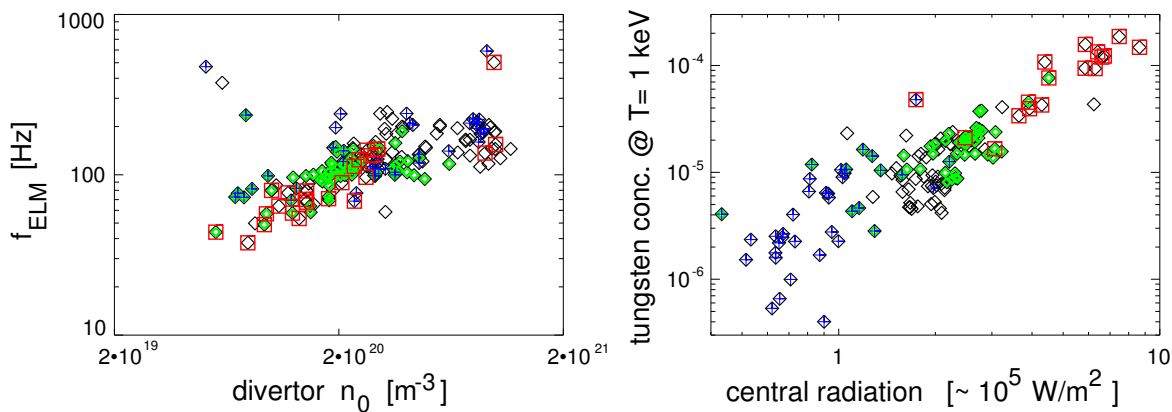 1000
100
10
f_ELM [Hz]
2•10^19
2•10^20
2•10^21
divertor n_0 [m^-3]
tungsten conc. @ T= 1 keV
10^-4
10^-5
10^-6
1
10
central radiation [~ 10^5 W/m^2]